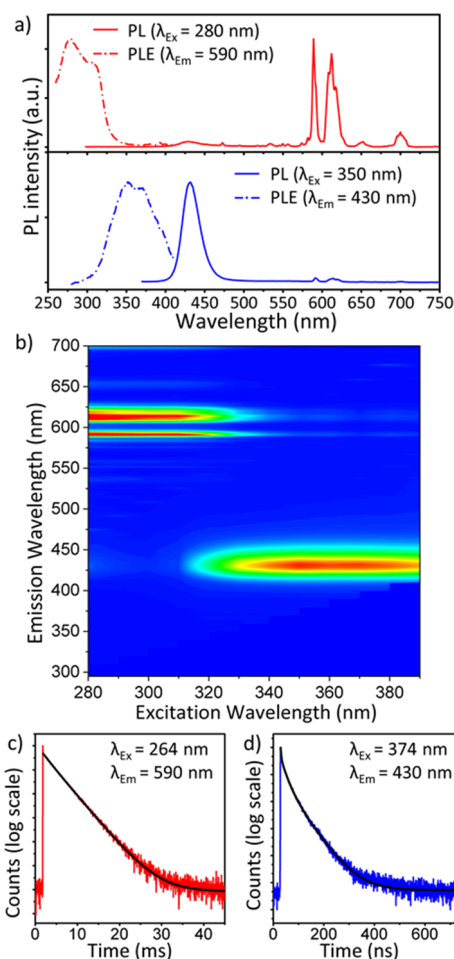 a)
PL (λEx = 280 nm)
PLE (λEm = 590 nm)
PL (λEx = 350 nm)
PLE (λEm = 430 nm)
PL intensity (a.u.)
250 300 350 400 450 500 550 600 650 700 750
Wavelength (nm)
b)
700
650
600
550
500
450
400
350
300
Emission Wavelength (nm)
280 300 320 340 360 380
Excitation Wavelength (nm)
c)
λEx = 264 nm
λEm = 590 nm
Counts (log scale)
0 10 20 30 40
Time (ms)
d)
λEx = 374 nm
λEm = 430 nm
Counts (log scale)
0 200 400 600
Time (ns)